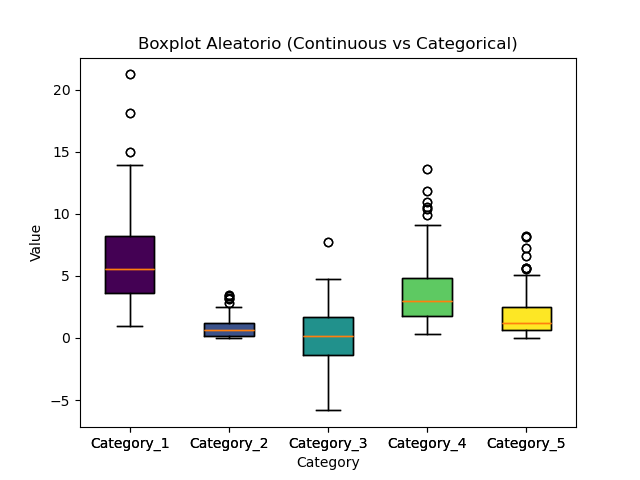 Boxplot Aleatorio (Continuous vs Categorical)
Value
20
15
10
5
0
−5
Category_1 Category_2 Category_3 Category_4 Category_5
Category